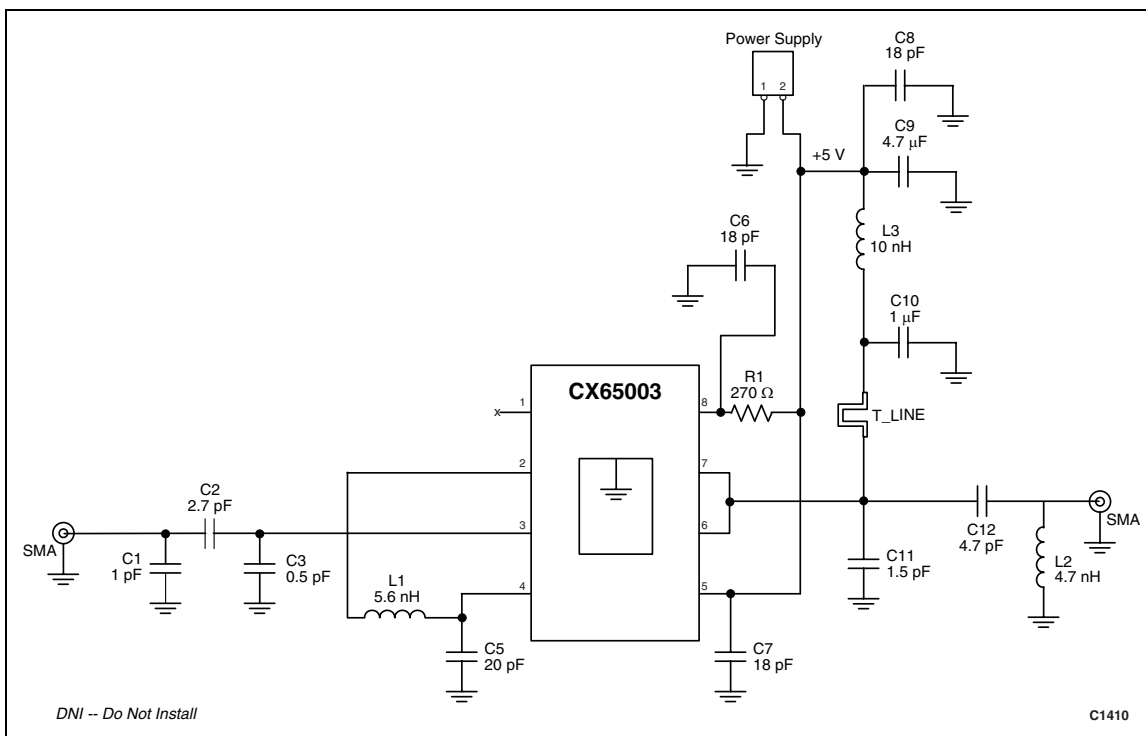 Power Supply
1 2
C8
18 pF
C9
4.7 μF
+5 V
L3
10 nH
C6
18 pF
C10
1 μF
CX65003
R1
270 Ω
T_LINE
x
1
2
3
4
8
7
6
5
C2
2.7 pF
SMA
C1
1 pF
C3
0.5 pF
L1
5.6 nH
C5
20 pF
C7
18 pF
C11
1.5 pF
C12
4.7 pF
L2
4.7 nH
SMA
DNI -- Do Not Install
C1410